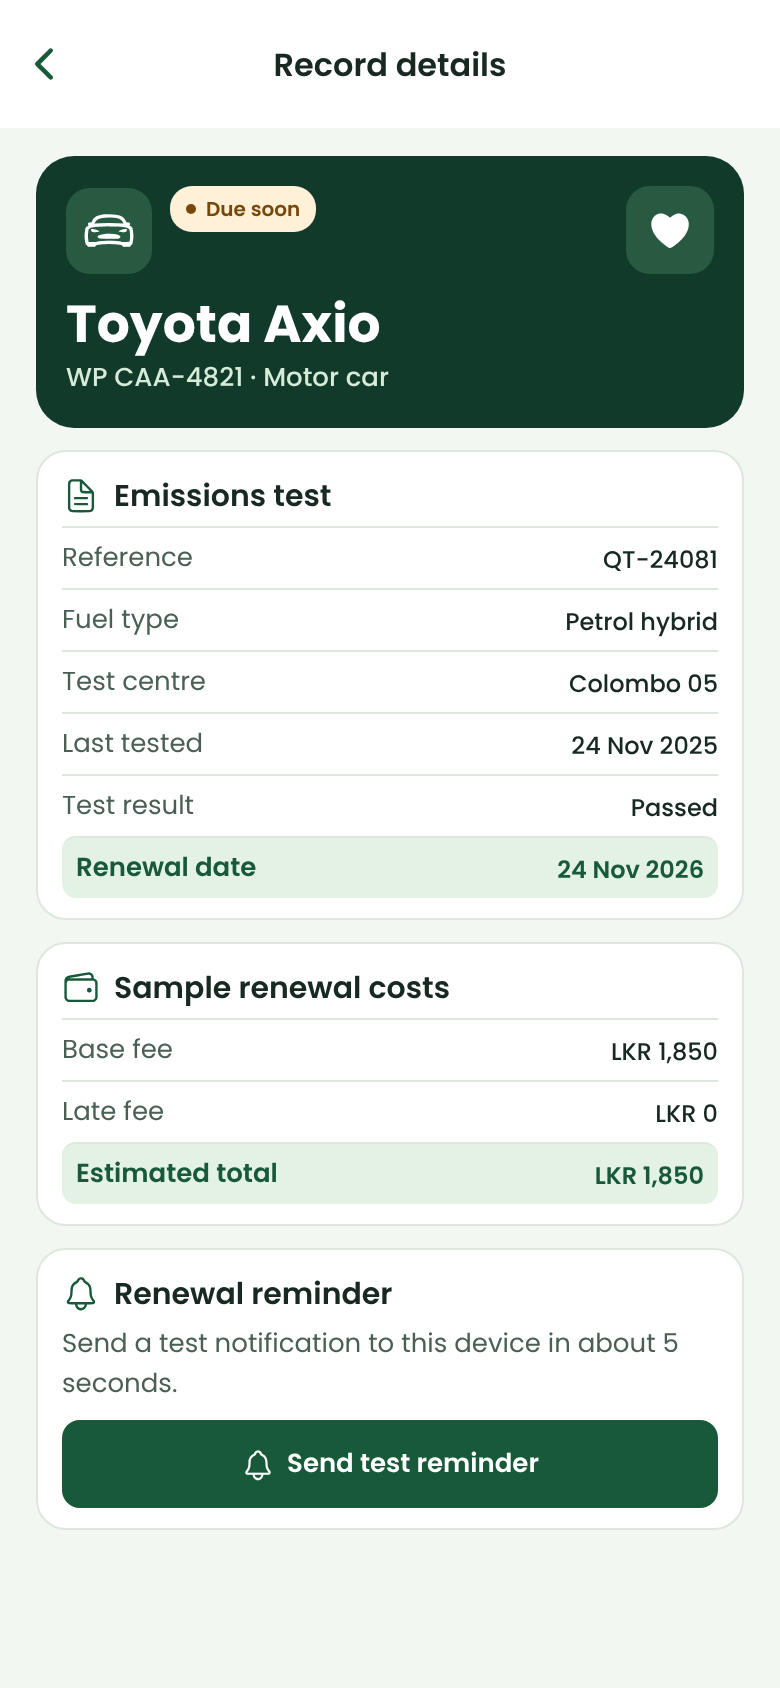 Record details
Due soon
Toyota Axio
WP CAA-4821 · Motor car
Emissions test
Reference QT-24081
Fuel type Petrol hybrid
Test centre Colombo 05
Last tested 24 Nov 2025
Test result Passed
Renewal date 24 Nov 2026
Sample renewal costs
Base fee LKR 1,850
Late fee LKR 0
Estimated total LKR 1,850
Renewal reminder
Send a test notification to this device in about 5
seconds.
Send test reminder